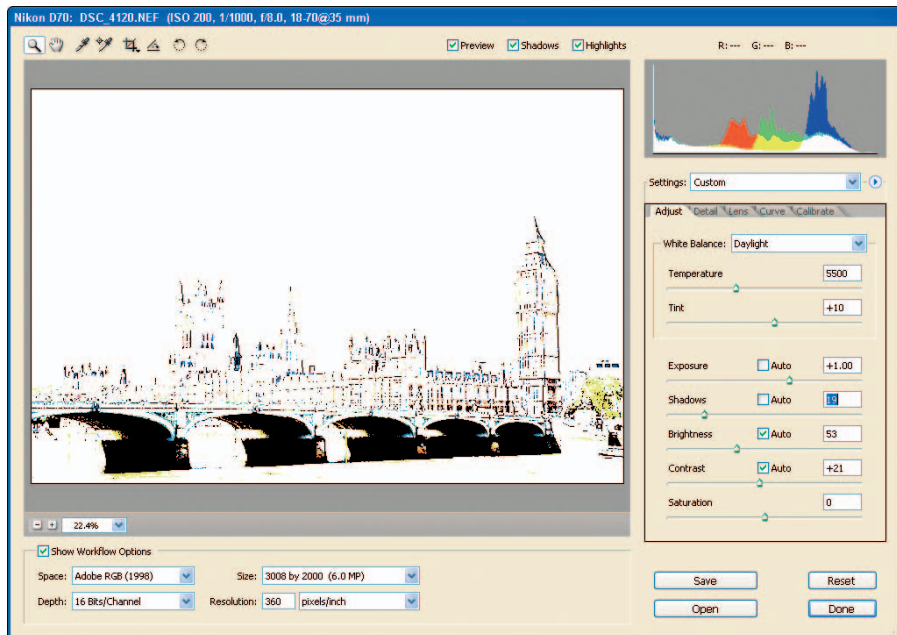 Nikon D70: DSC_4120.NEF (ISO 200, 1/1000, f/8.0, 18-70@35 mm)
Preview Shadows Highlights
R: --- G: --- B: ---
Settings: Custom
Adjust Detail Lens Curve Calibrate
White Balance: Daylight
Temperature 5500
Tint +10
Exposure Auto +1.00
Shadows Auto 19
Brightness Auto 53
Contrast Auto +21
Saturation 0
22.4%
Show Workflow Options
Space: Adobe RGB (1998) Size: 3008 by 2000 (6.0 MP)
Depth: 16 Bits/Channel Resolution: 360 pixels/inch
Save Reset
Open Done